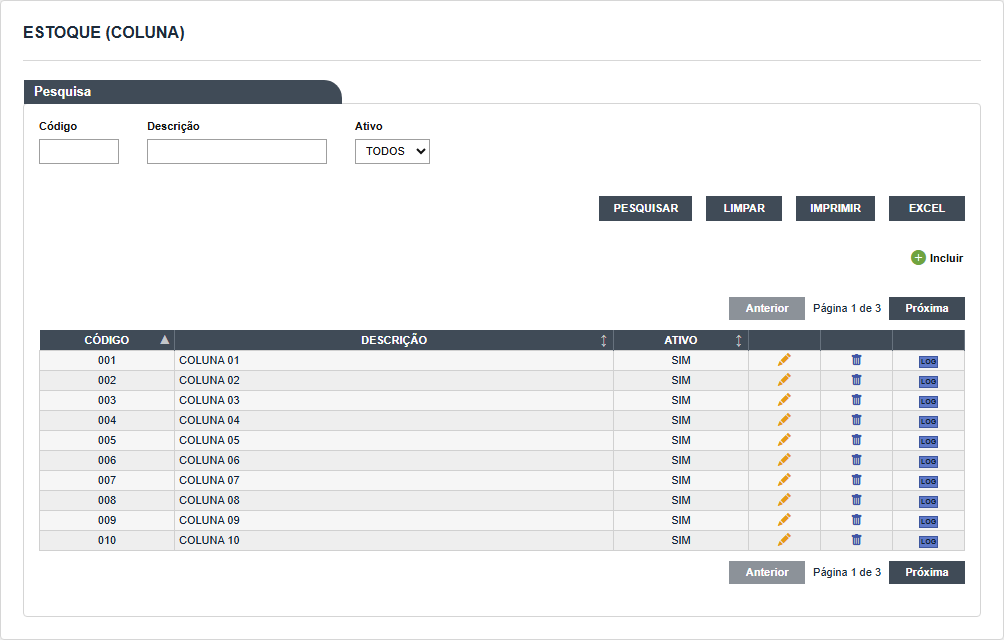 ESTOQUE (COLUNA)
Pesquisa
Código Descrição Ativo
TODOS
PESQUISAR LIMPAR IMPRIMIR EXCEL
Incluir
Anterior Página 1 de 3 Próxima
CÓDIGO DESCRIÇÃO ATIVO
001 COLUNA 01 SIM LOG
002 COLUNA 02 SIM LOG
003 COLUNA 03 SIM LOG
004 COLUNA 04 SIM LOG
005 COLUNA 05 SIM LOG
006 COLUNA 06 SIM LOG
007 COLUNA 07 SIM LOG
008 COLUNA 08 SIM LOG
009 COLUNA 09 SIM LOG
010 COLUNA 10 SIM LOG
Anterior Página 1 de 3 Próxima